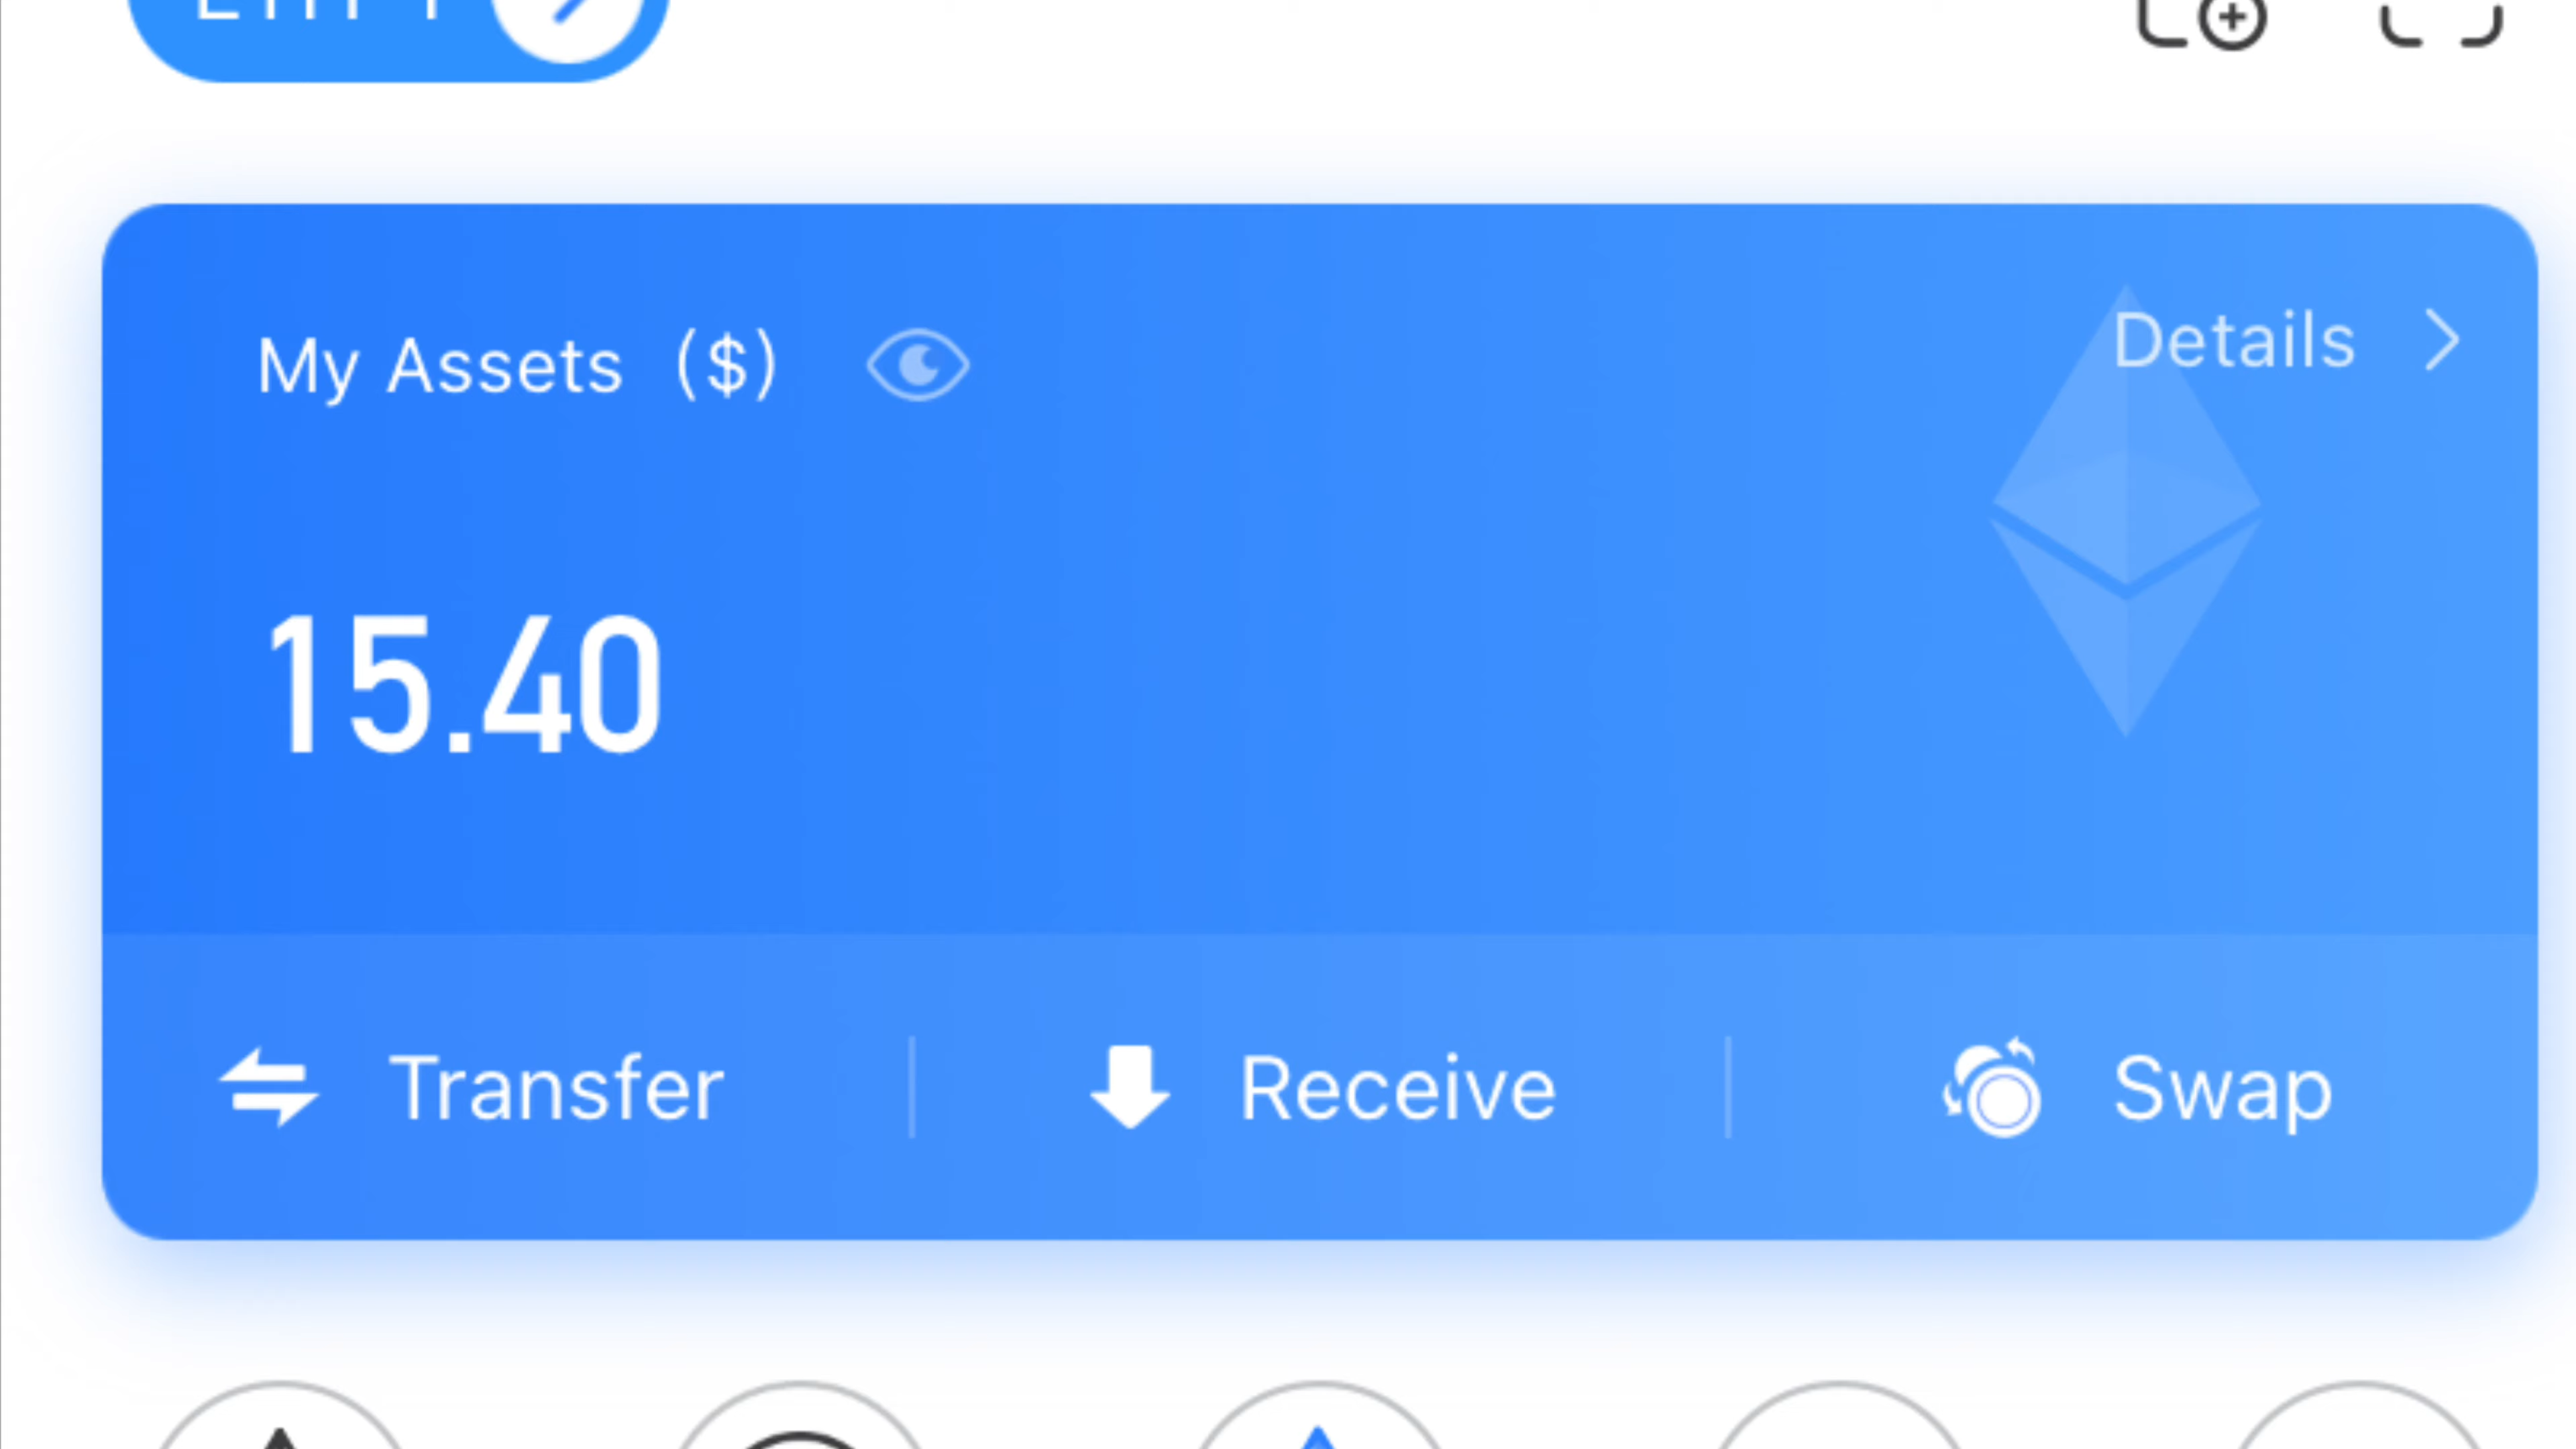 My Assets ($)
Details
15.40
Transfer
Receive
Swap